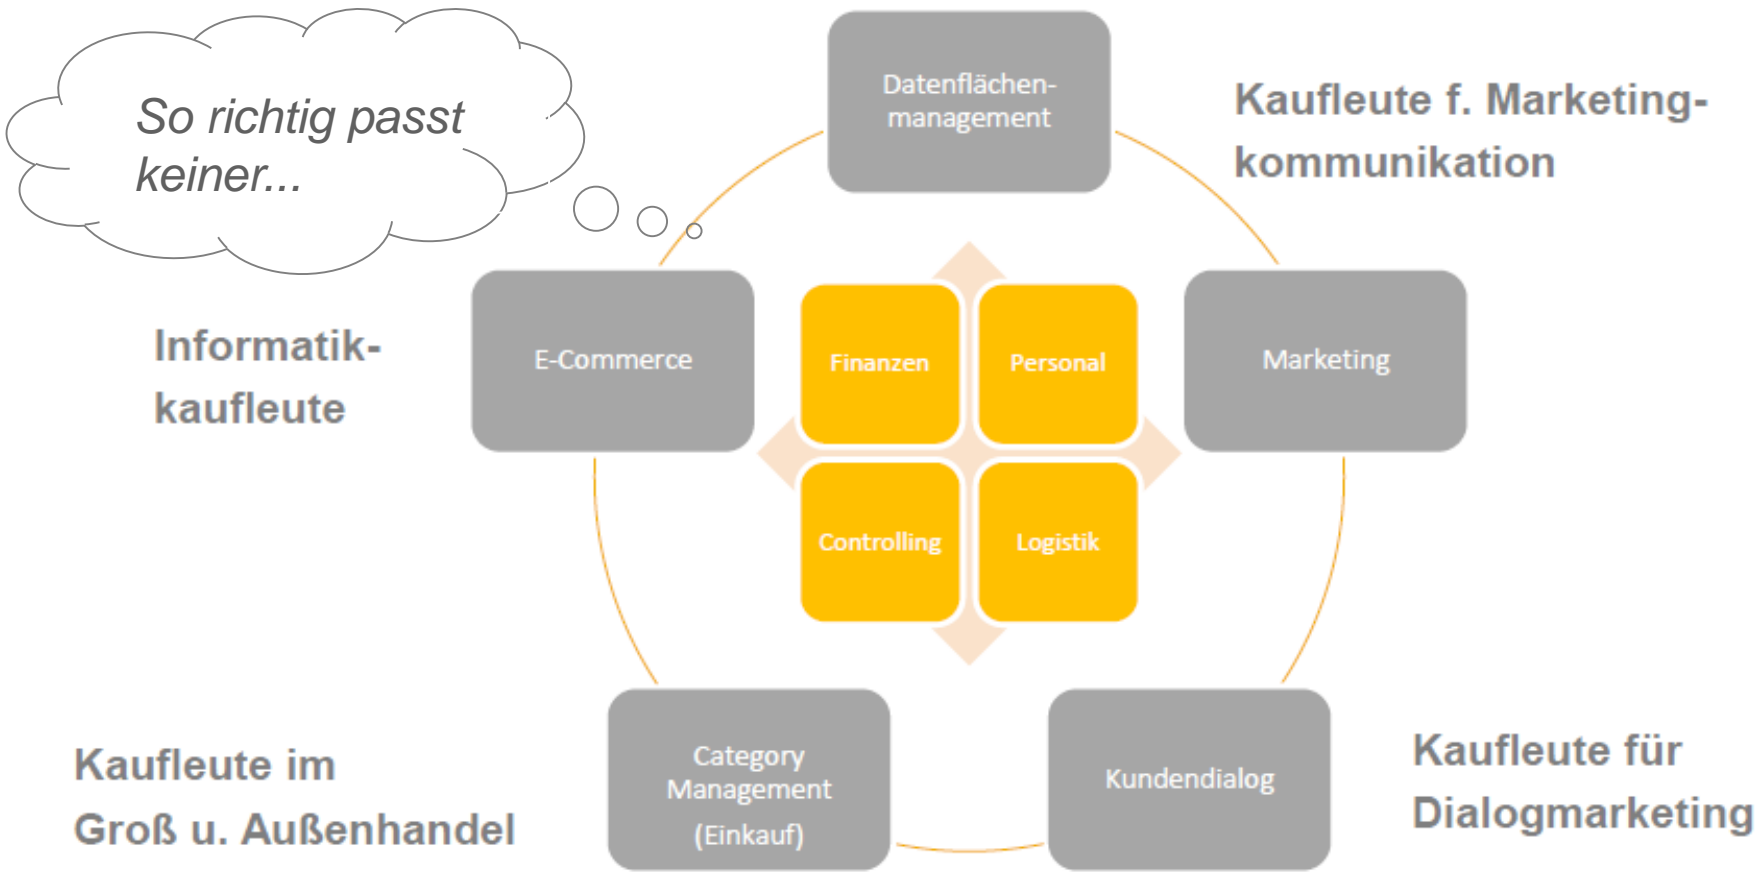 So richtig passt
keiner...
Datenflächen-
management
Kaufleute f. Marketing-
kommunikation
Informatik-
kaufleute
E-Commerce
Finanzen
Personal
Marketing
Controlling
Logistik
Kaufleute im
Groß u. Außenhandel
Category
Management
(Einkauf)
Kundendialog
Kaufleute für
Dialogmarketing